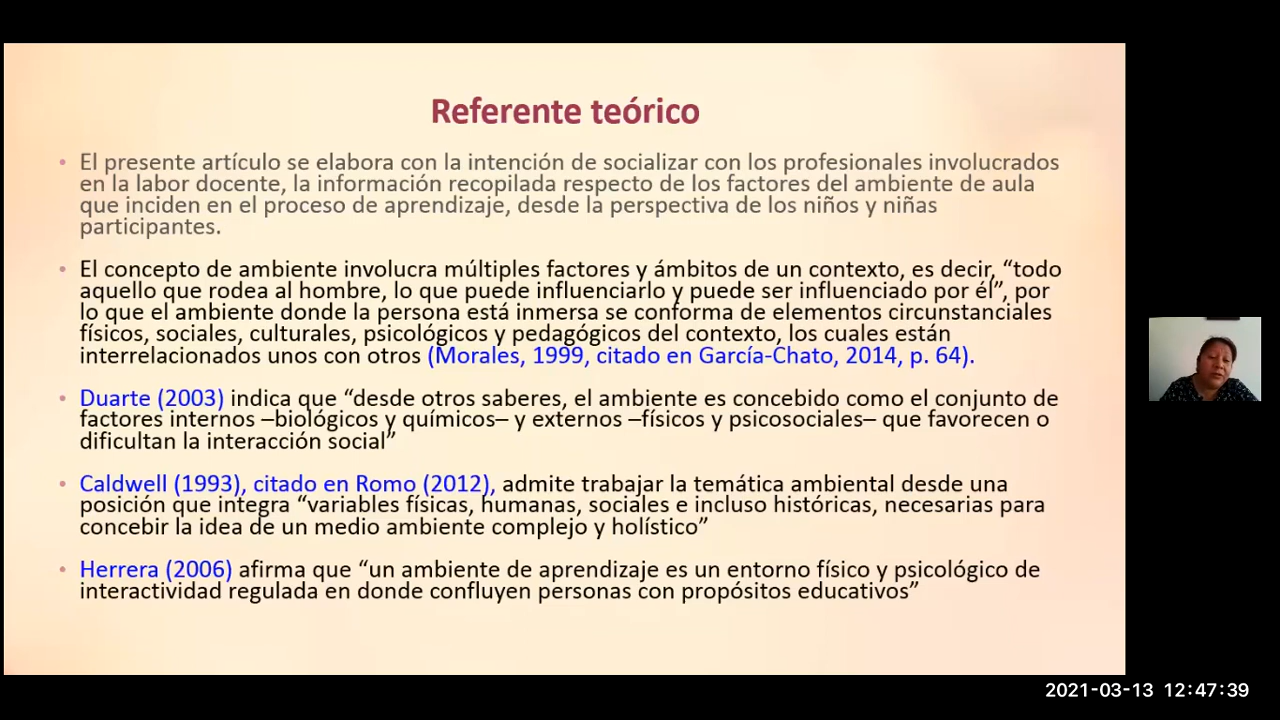 Referente teórico
• El presente artículo se elabora con la intención de socializar con los profesionales involucrados
en la labor docente, la información recopilada respecto de los factores del ambiente de aula
que inciden en el proceso de aprendizaje, desde la perspectiva de los niños y niñas
participantes.
• El concepto de ambiente involucra múltiples factores y ámbitos de un contexto, es decir, “todo
aquello que rodea al hombre, lo que puede influenciarlo y puede ser influenciado por él”, por
lo que el ambiente donde la persona está inmersa se conforma de elementos circunstanciales
físicos, sociales, culturales, psicológicos y pedagógicos del contexto, los cuales están
interrelacionados unos con otros (Morales, 1999, citado en García-Chato, 2014, p. 64).
• Duarte (2003) indica que “desde otros saberes, el ambiente es concebido como el conjunto de
factores internos –biológicos y químicos– y externos –físicos y psicosociales– que favorecen o
dificultan la interacción social”
• Caldwell (1993), citado en Romo (2012), admite trabajar la temática ambiental desde una
posición que integra “variables físicas, humanas, sociales e incluso históricas, necesarias para
concebir la idea de un medio ambiente complejo y holístico”
• Herrera (2006) afirma que “un ambiente de aprendizaje es un entorno físico y psicológico de
interactividad regulada en donde confluyen personas con propósitos educativos”
2021-03-13 12:47:39